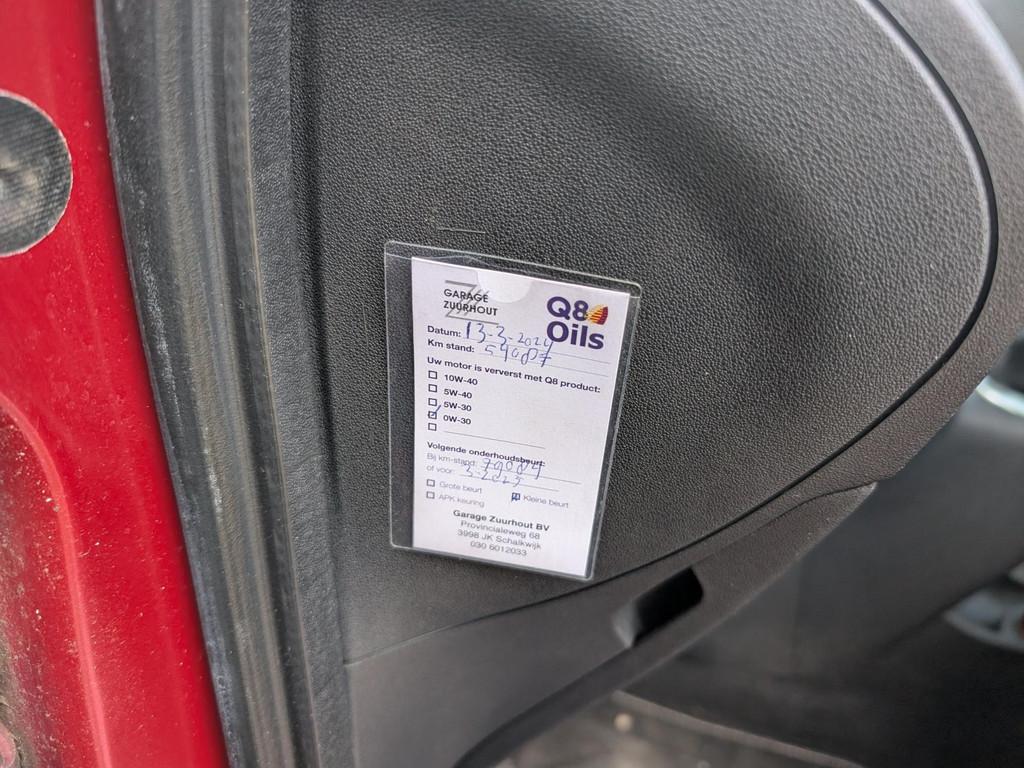 GARAGE
ZUURHOUT
Q8
Oils
Datum: 13-3-2024
Km stand: 54087
Uw motor is ververst met Q8 product:
10W-40
5W-40
5W-30
0W-30
Volgende onderhoudsbeurt:
Bij km-stand: 79087
of voor: 3-2025
Grote beurt Kleine beurt
APK keuring
Garage Zuurhout BV
Provincialeweg 68
3998 JK Schalkwijk
030 6012033